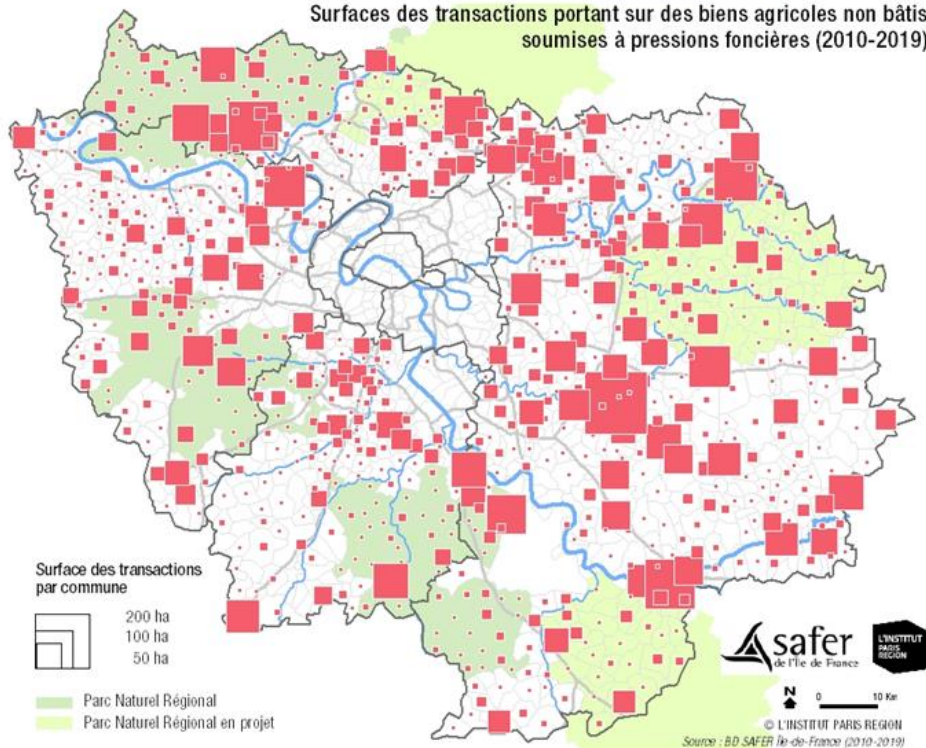 Surfaces des transactions portant sur des biens agricoles non bâtis
soumises à pressions foncières (2010-2019)
Surface des transactions
par commune
200 ha
100 ha
50 ha
Parc Naturel Régional
Parc Naturel Régional en projet
safer
de l'Île de France
L'INSTITUT
PARIS
REGION
N
0 10 Km
© L'INSTITUT PARIS REGION
Source : BD SAFER Île-de-France (2010-2019)